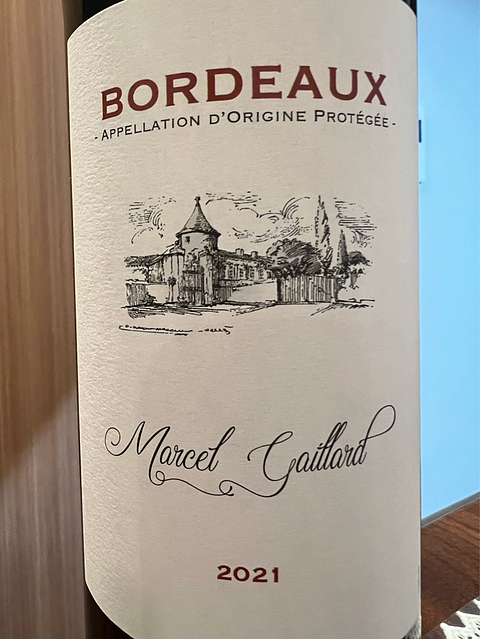 BORDEAUX
- APPELLATION D'ORIGINE PROTÉGÉE -
Marcel Gaillard
2021